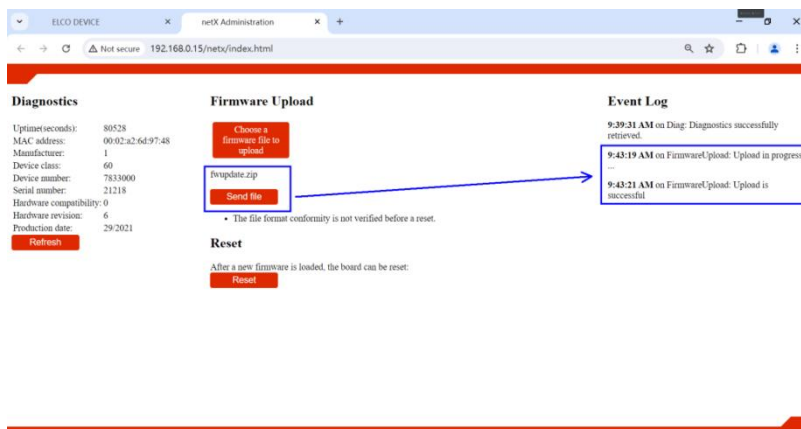 ELCO DEVICE
netX Administration
Not secure 192.168.0.15/netx/index.html
Diagnostics
Uptime(seconds): 80528
MAC address: 00:02:a2:6d:97:48
Manufacturer: 1
Device class: 60
Device number: 7833000
Serial number: 21218
Hardware compatibility: 0
Hardware revision: 6
Production date: 29/2021
Refresh
Firmware Upload
Choose a
firmware file to
upload
fwupdate.zip
Send file
• The file format conformity is not verified before a reset.
Reset
After a new firmware is loaded, the board can be reset:
Reset
Event Log
9:39:31 AM on Diag: Diagnostics successfully
retrieved.
9:43:19 AM on FirmwareUpload: Upload in progress
...
9:43:21 AM on FirmwareUpload: Upload is
successful